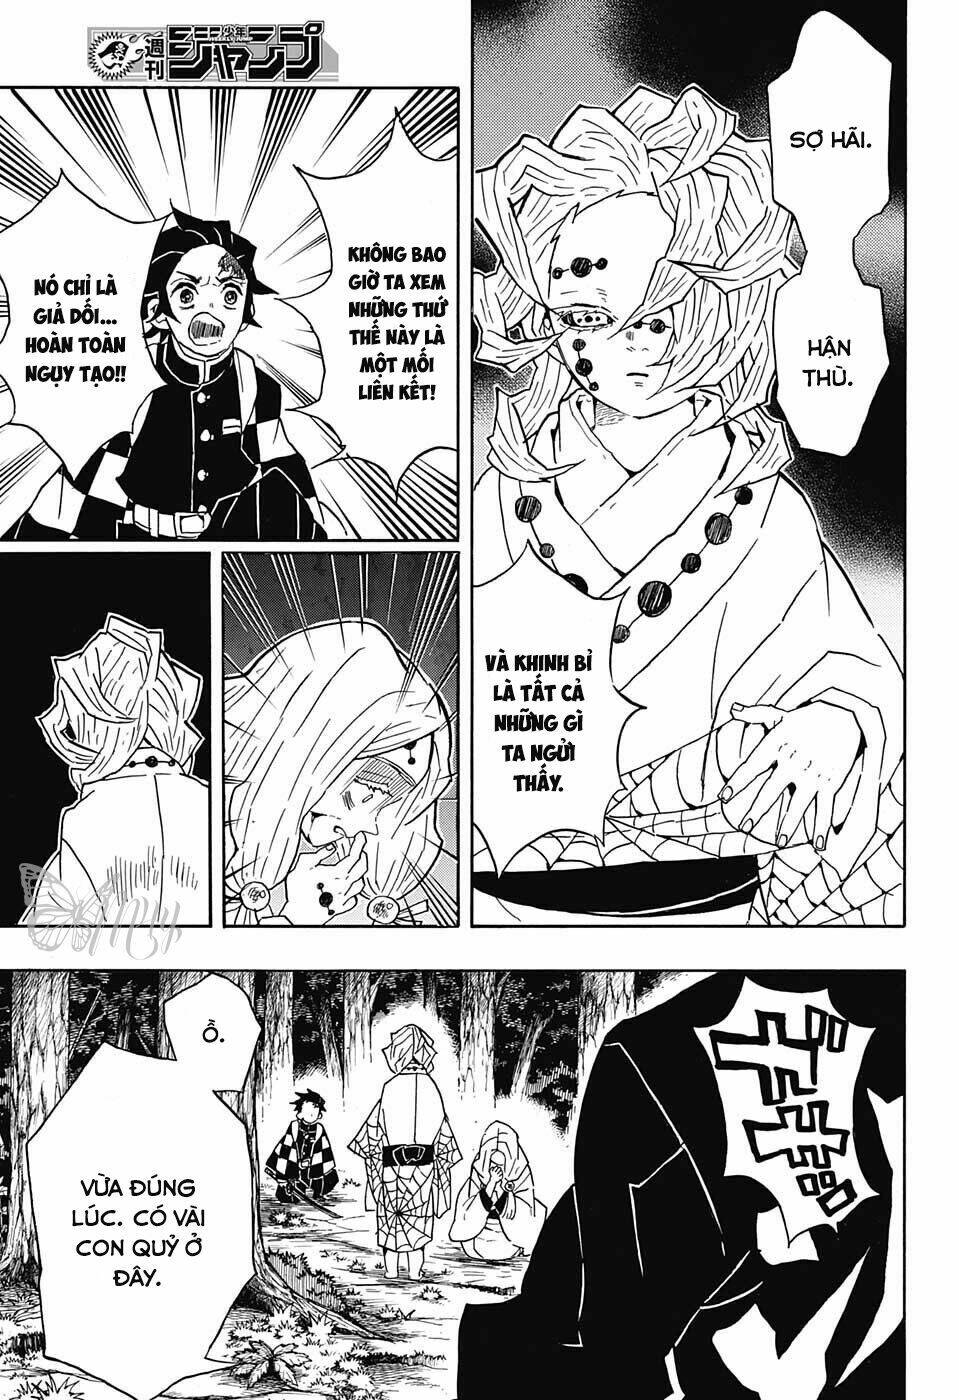 少年
WEEKLY JUMP
週刊
ジャンプ
SỢ HÃI.
HẬN
THÙ.
VÀ KHINH BỈ
LÀ TẤT CẢ
NHỮNG GÌ
TA NGỬI
THẤY.
KHÔNG BAO
GIỜ TA XEM
NHỮNG THỨ
THẾ NÀY LÀ
MỘT MỐI
LIÊN KẾT!
NÓ CHỈ LÀ
GIẢ DỐI...
HOÀN TOÀN
NGỤY TẠO!!
Ồ.
VỪA ĐÚNG
LÚC. CÓ VÀI
CON QUỶ Ở
ĐÂY.